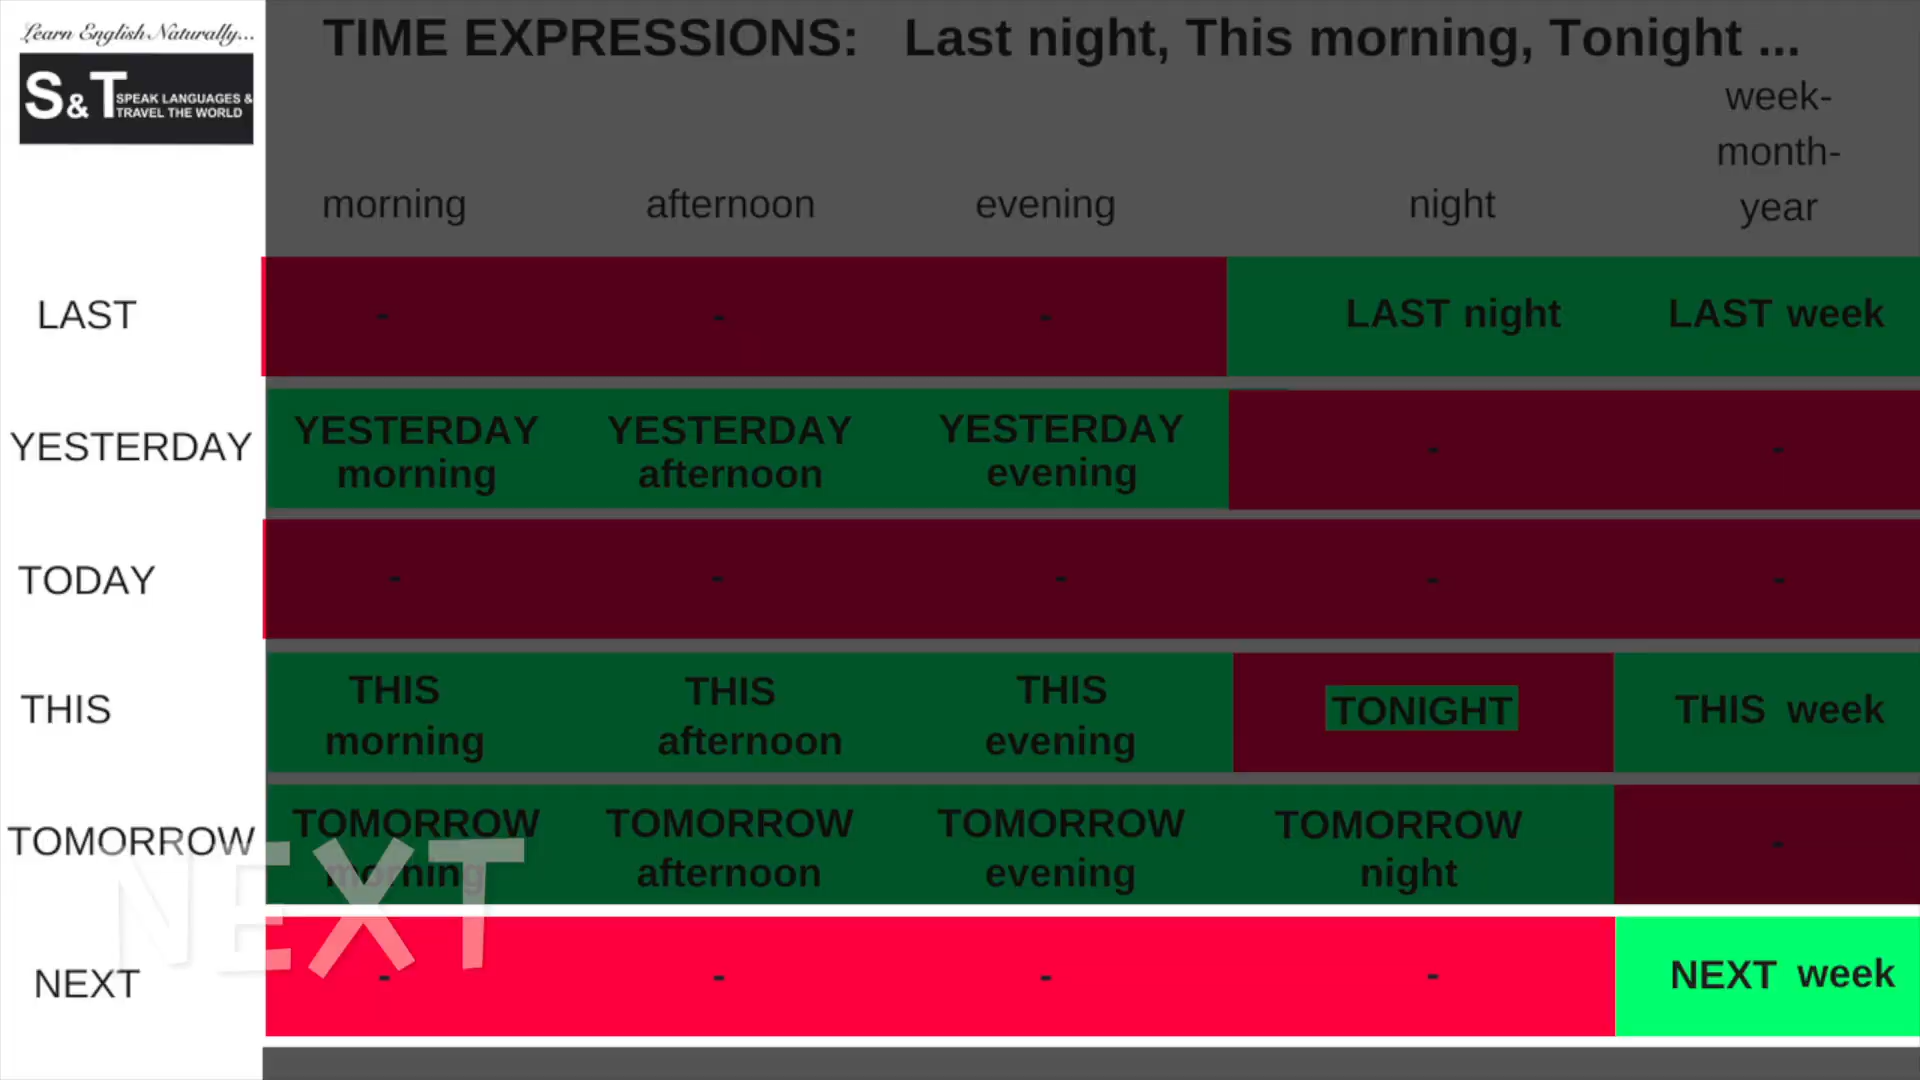 Learn English Naturally...
S&T SPEAK LANGUAGES &
TRAVEL THE WORLD
TIME EXPRESSIONS: Last night, This morning, Tonight ...
week-
month-
morning afternoon evening night year
LAST - - - LAST night LAST week
YESTERDAY YESTERDAY YESTERDAY YESTERDAY - -
morning afternoon evening
TODAY - - - - -
THIS THIS THIS THIS TONIGHT THIS week
morning afternoon evening
TOMORROW TOMORROW TOMORROW TOMORROW TOMORROW -
morning afternoon evening night
NEXT
NEXT - - - - NEXT week